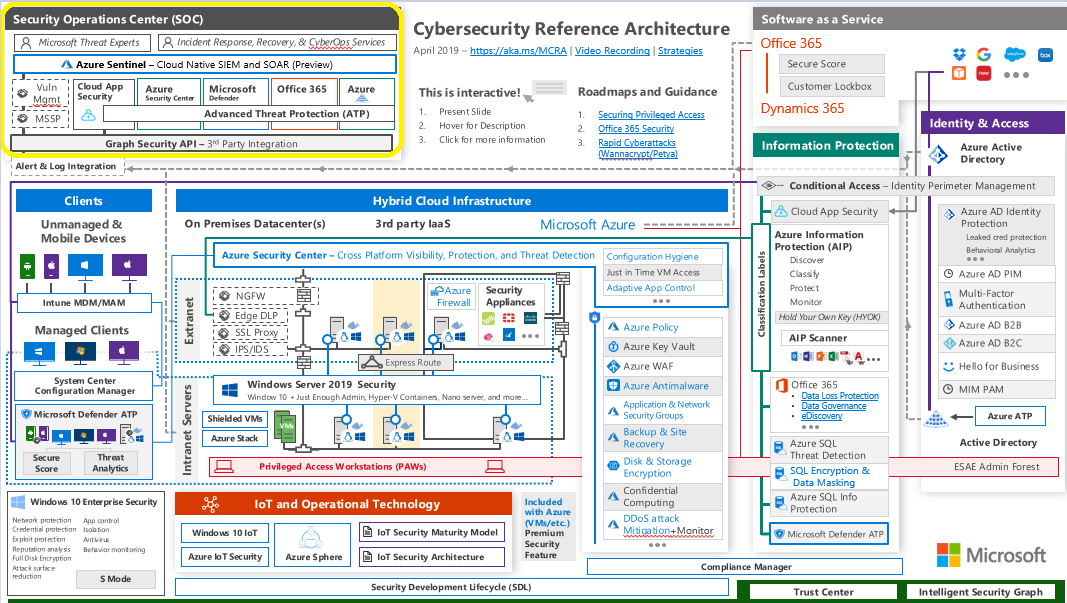 Security Operations Center (SOC)
Microsoft Threat Experts
Incident Response, Recovery, & CyberOps Services
Azure Sentinel – Cloud Native SIEM and SOAR (Preview)
Vuln
Mgmt
MSSP
Cloud App
Security
Azure
Security Center
Microsoft
Defender
Office 365
Azure
Advanced Threat Protection (ATP)
Graph Security API – 3rd Party Integration
Alert & Log Integration
Cybersecurity Reference Architecture
April 2019 – https://aka.ms/MCRA | Video Recording | Strategies
This is interactive!
1. Present Slide
2. Hover for Description
3. Click for more information
Roadmaps and Guidance
1. Securing Privileged Access
2. Office 365 Security
3. Rapid Cyberattacks
(Wannacrypt/Petya)
Software as a Service
Office 365
Secure Score
Customer Lockbox
Dynamics 365
Google
salesforce
box
now
Information Protection
Identity & Access
Azure Active
Directory
Conditional Access – Identity Perimeter Management
Clients
Unmanaged &
Mobile Devices
Intune MDM/MAM
Managed Clients
System Center
Configuration Manager
Microsoft Defender ATP
Secure
Score
Threat
Analytics
Windows 10 Enterprise Security
Network protection
Credential protection
Exploit protection
Reputation analysis
Full Disk Encryption
Attack surface
reduction
App control
Isolation
Antivirus
Behavior monitoring
S Mode
Hybrid Cloud Infrastructure
On Premises Datacenter(s)
3rd party IaaS
Microsoft Azure
Azure Security Center – Cross Platform Visibility, Protection, and Threat Detection
Configuration Hygiene
Just in Time VM Access
Adaptive App Control
Extranet
NGFW
Edge DLP
SSL Proxy
IPS/IDS
Azure
Firewall
Security
Appliances
Express Route
Intranet Servers
Windows Server 2019 Security
Window 10 + Just Enough Admin, Hyper-V Containers, Nano server, and more…
Shielded VMs
Azure Stack
VMs
Privileged Access Workstations (PAWs)
Azure Policy
Azure Key Vault
Azure WAF
Azure Antimalware
Application & Network
Security Groups
Backup & Site
Recovery
Disk & Storage
Encryption
Confidential
Computing
DDoS attack
Mitigation+Monitor
IoT and Operational Technology
Windows 10 IoT
Azure IoT Security
Azure Sphere
IoT Security Maturity Model
IoT Security Architecture
Included
with Azure
(VMs/etc.)
Premium
Security
Feature
Security Development Lifecycle (SDL)
Compliance Manager
Cloud App Security
Classification Labels
Azure Information
Protection (AIP)
Discover
Classify
Protect
Monitor
Hold Your Own Key (HYOK)
AIP Scanner
Office 365
Data Loss Protection
Data Governance
eDiscovery
Azure SQL
Threat Detection
SQL Encryption &
Data Masking
Azure SQL Info
Protection
Microsoft Defender ATP
Azure AD Identity
Protection
Leaked cred protection
Behavioral Analytics
Azure AD PIM
Multi-Factor
Authentication
Azure AD B2B
Azure AD B2C
Hello for Business
MIM PAM
Azure ATP
Active Directory
ESAE Admin Forest
Microsoft
Trust Center
Intelligent Security Graph